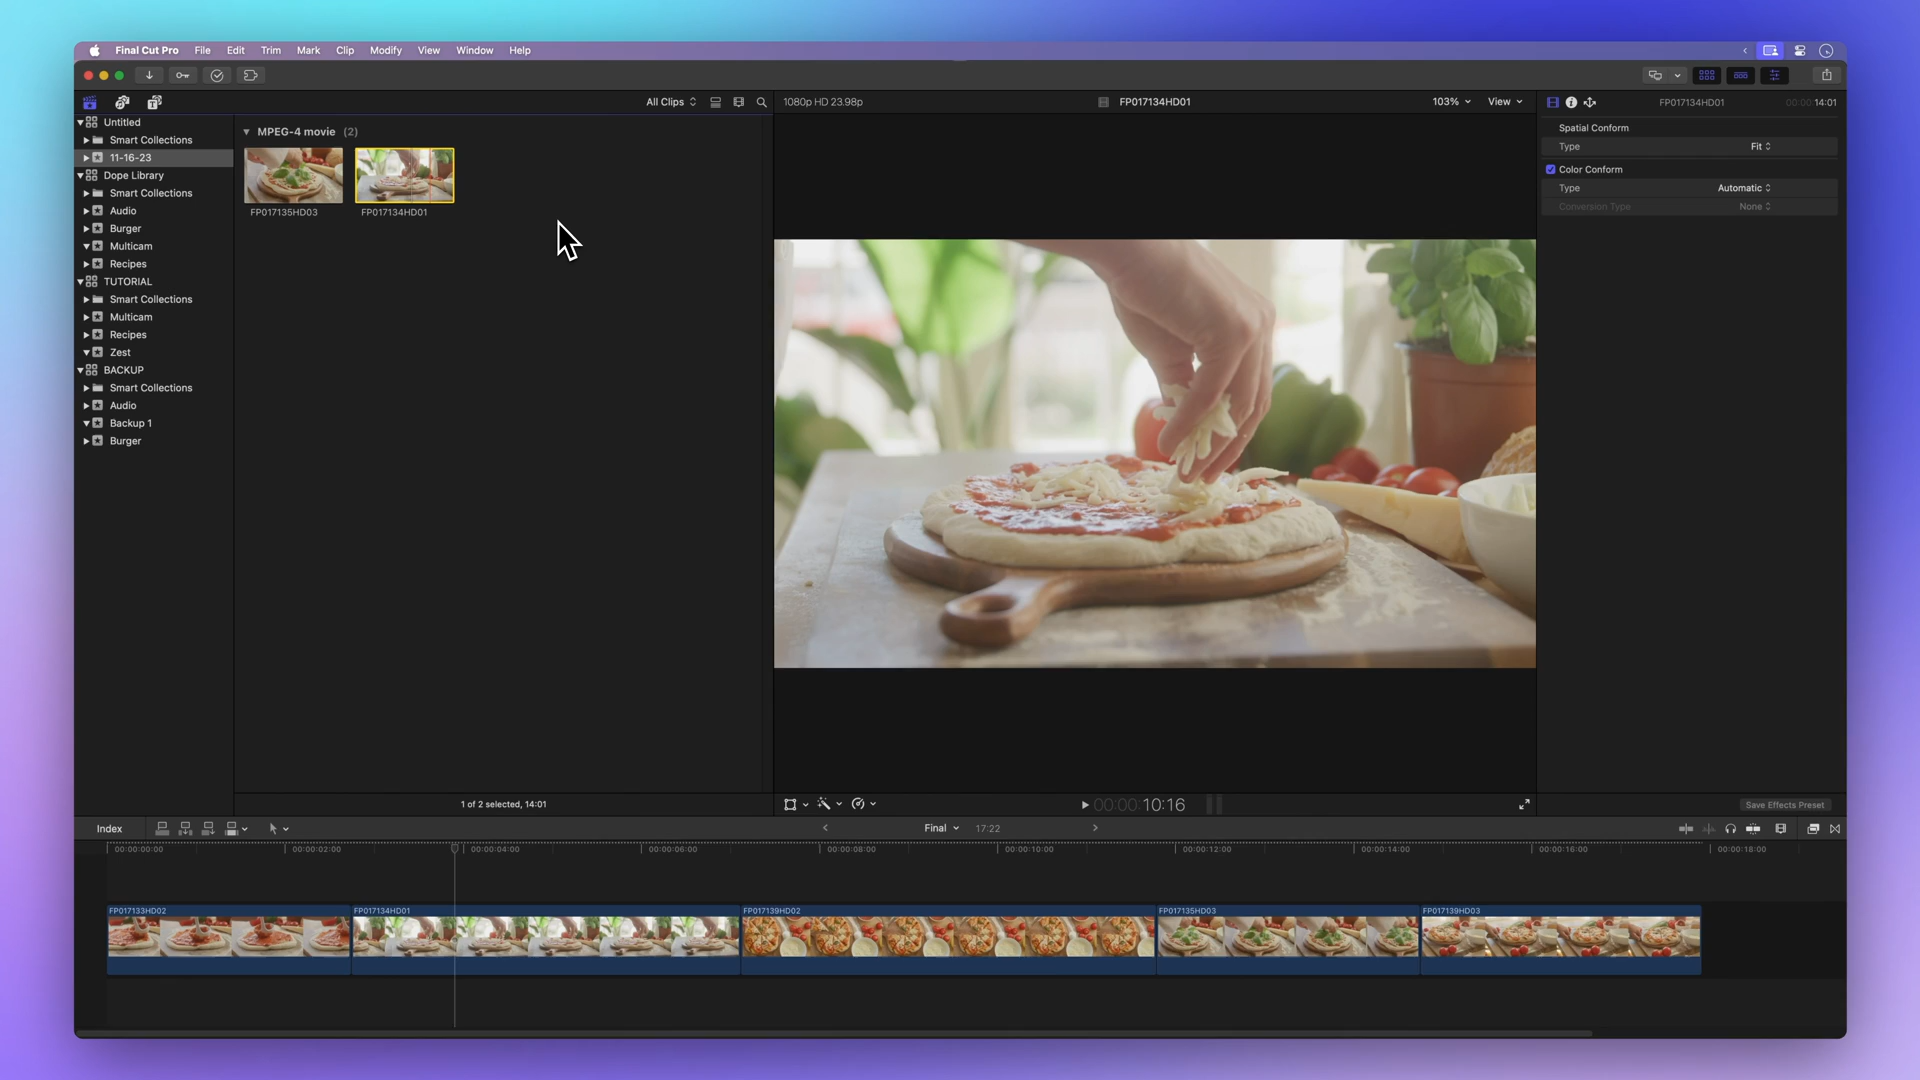 Final Cut Pro File Edit Trim Mark Clip Modify View Window Help
All Clips
1080p HD 23.98p
FP017134HD01
103%
View
FP017134HD01
00:00:14:01
Untitled
Smart Collections
11-16-23
Dope Library
Smart Collections
Audio
Burger
Multicam
Recipes
TUTORIAL
Smart Collections
Multicam
Recipes
Zest
BACKUP
Smart Collections
Audio
Backup 1
Burger
MPEG-4 movie (2)
FP017135HD03
FP017134HD01
Spatial Conform
Type Fit
Color Conform
Type Automatic
Conversion Type None
1 of 2 selected, 14:01
00:00:10:16
Save Effects Preset
Index
Final
17:22
00:00:00:00 00:00:02:00 00:00:04:00 00:00:06:00 00:00:08:00 00:00:10:00 00:00:12:00 00:00:14:00 00:00:16:00 00:00:18:00
FP017133HD02 FP017134HD01 FP017139HD02 FP017135HD03 FP017139HD03